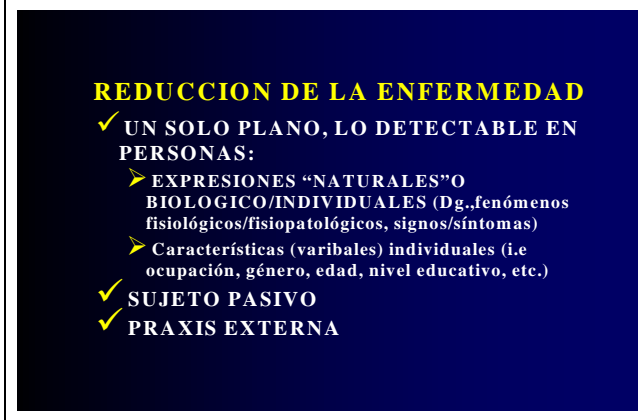 REDUCCION DE LA ENFERMEDAD
UN SOLO PLANO, LO DETECTABLE EN
PERSONAS:
EXPRESIONES “NATURALES”O
BIOLOGICO/INDIVIDUALES (Dg.,fenómenos
fisiológicos/fisiopatológicos, signos/síntomas)
Características (varibales) individuales (i.e
ocupación, género, edad, nivel educativo, etc.)
SUJETO PASIVO
PRAXIS EXTERNA